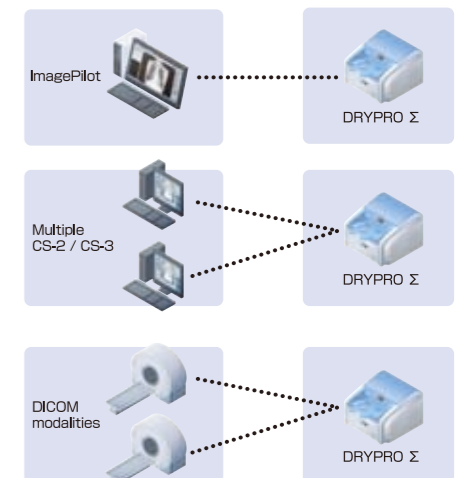 ImagePilot
DRYPRO Σ
Multiple
CS-2 / CS-3
DRYPRO Σ
DICOM
modalities
DRYPRO Σ